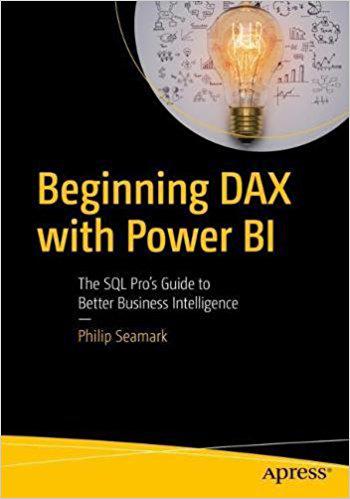 Beginning DAX
with Power BI
The SQL Pro's Guide to
Better Business Intelligence
—
Philip Seamark
Apress®